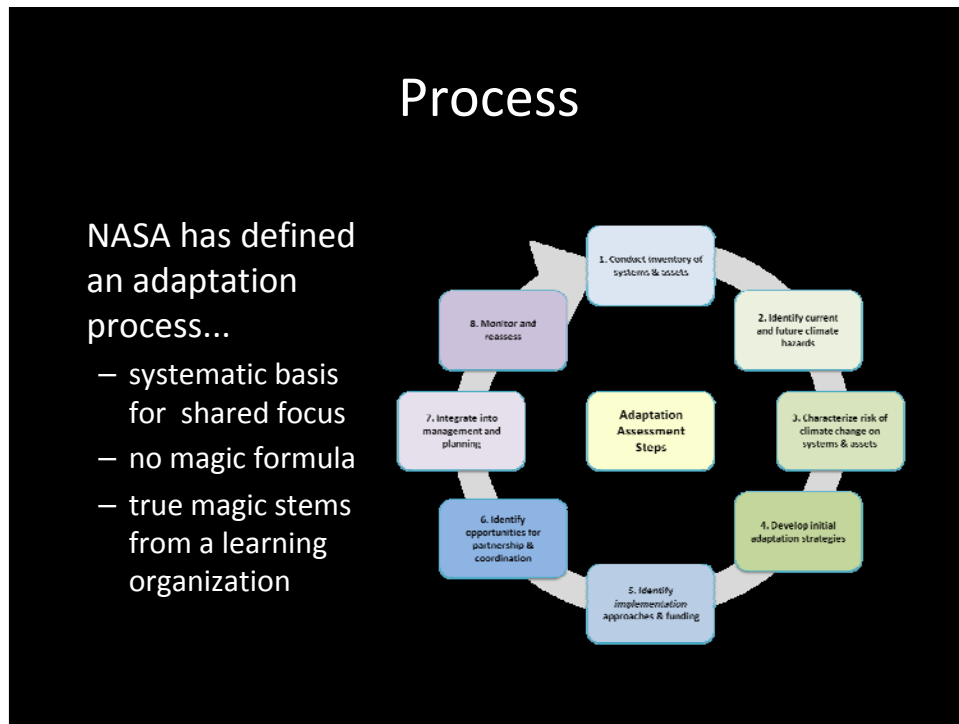 Process
NASA has defined
an adaptation
process...
– systematic basis
for shared focus
– no magic formula
– true magic stems
from a learning
organization
1. Conduct inventory of
systems & assets
2. Identify current
and future climate
hazards
3. Characterize risk of
climate change on
systems & assets
4. Develop initial
adaptation strategies
5. Identify
implementation
approaches & funding
6. Identify
opportunities for
partnership &
coordination
7. Integrate into
management and
planning
8. Monitor and
reassess
Adaptation
Assessment
Steps